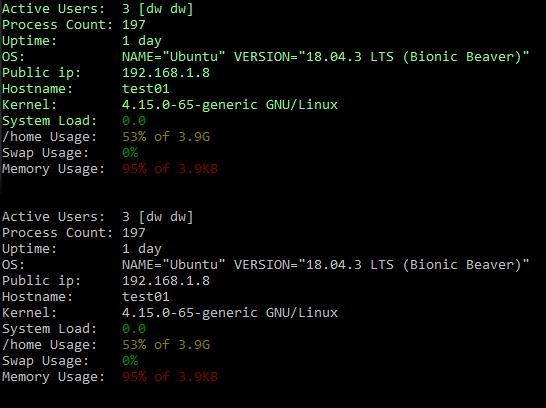 Active Users: 3 [dw dw]
Process Count: 197
Uptime: 1 day
OS: NAME="Ubuntu" VERSION="18.04.3 LTS (Bionic Beaver)"
Public ip: 192.168.1.8
Hostname: test01
Kernel: 4.15.0-65-generic GNU/Linux
System Load: 0.0
/home Usage: 53% of 3.9G
Swap Usage: 0%
Memory Usage: 95% of 3.9KB
Active Users: 3 [dw dw]
Process Count: 197
Uptime: 1 day
OS: NAME="Ubuntu" VERSION="18.04.3 LTS (Bionic Beaver)"
Public ip: 192.168.1.8
Hostname: test01
Kernel: 4.15.0-65-generic GNU/Linux
System Load: 0.0
/home Usage: 53% of 3.9G
Swap Usage: 0%
Memory Usage: 95% of 3.9KB